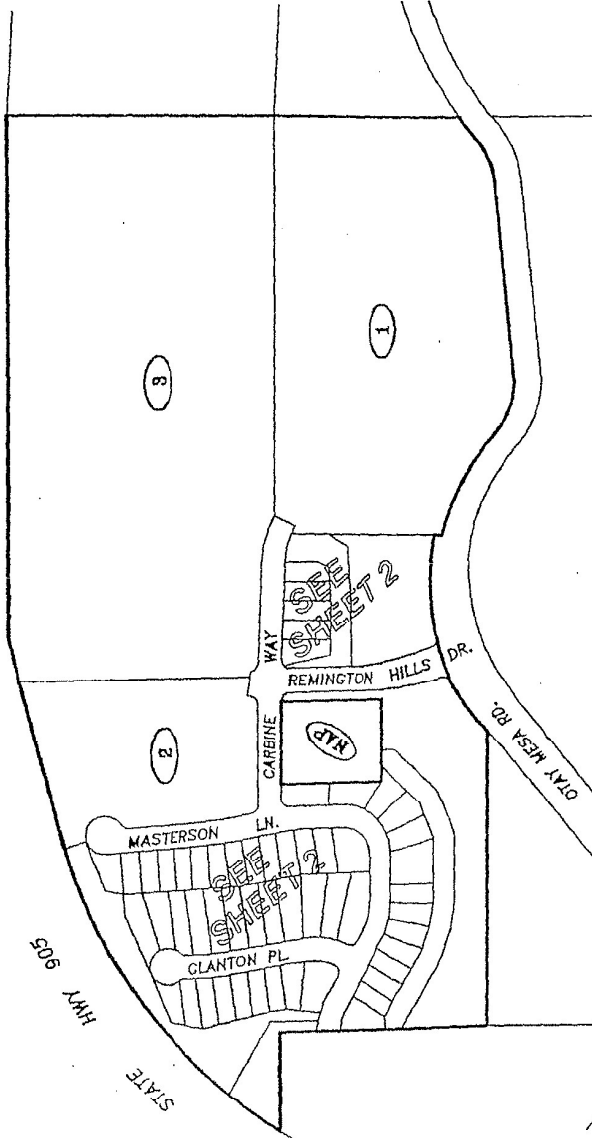 1
3
SEE
SHEET 2
WAY
REMINGTON HILLS DR.
CARBINE
NAP
2
OTAY MESA RD.
MASTERSON LN.
SEE
SHEET 2
CLANTON PL.
STATE HWY 905